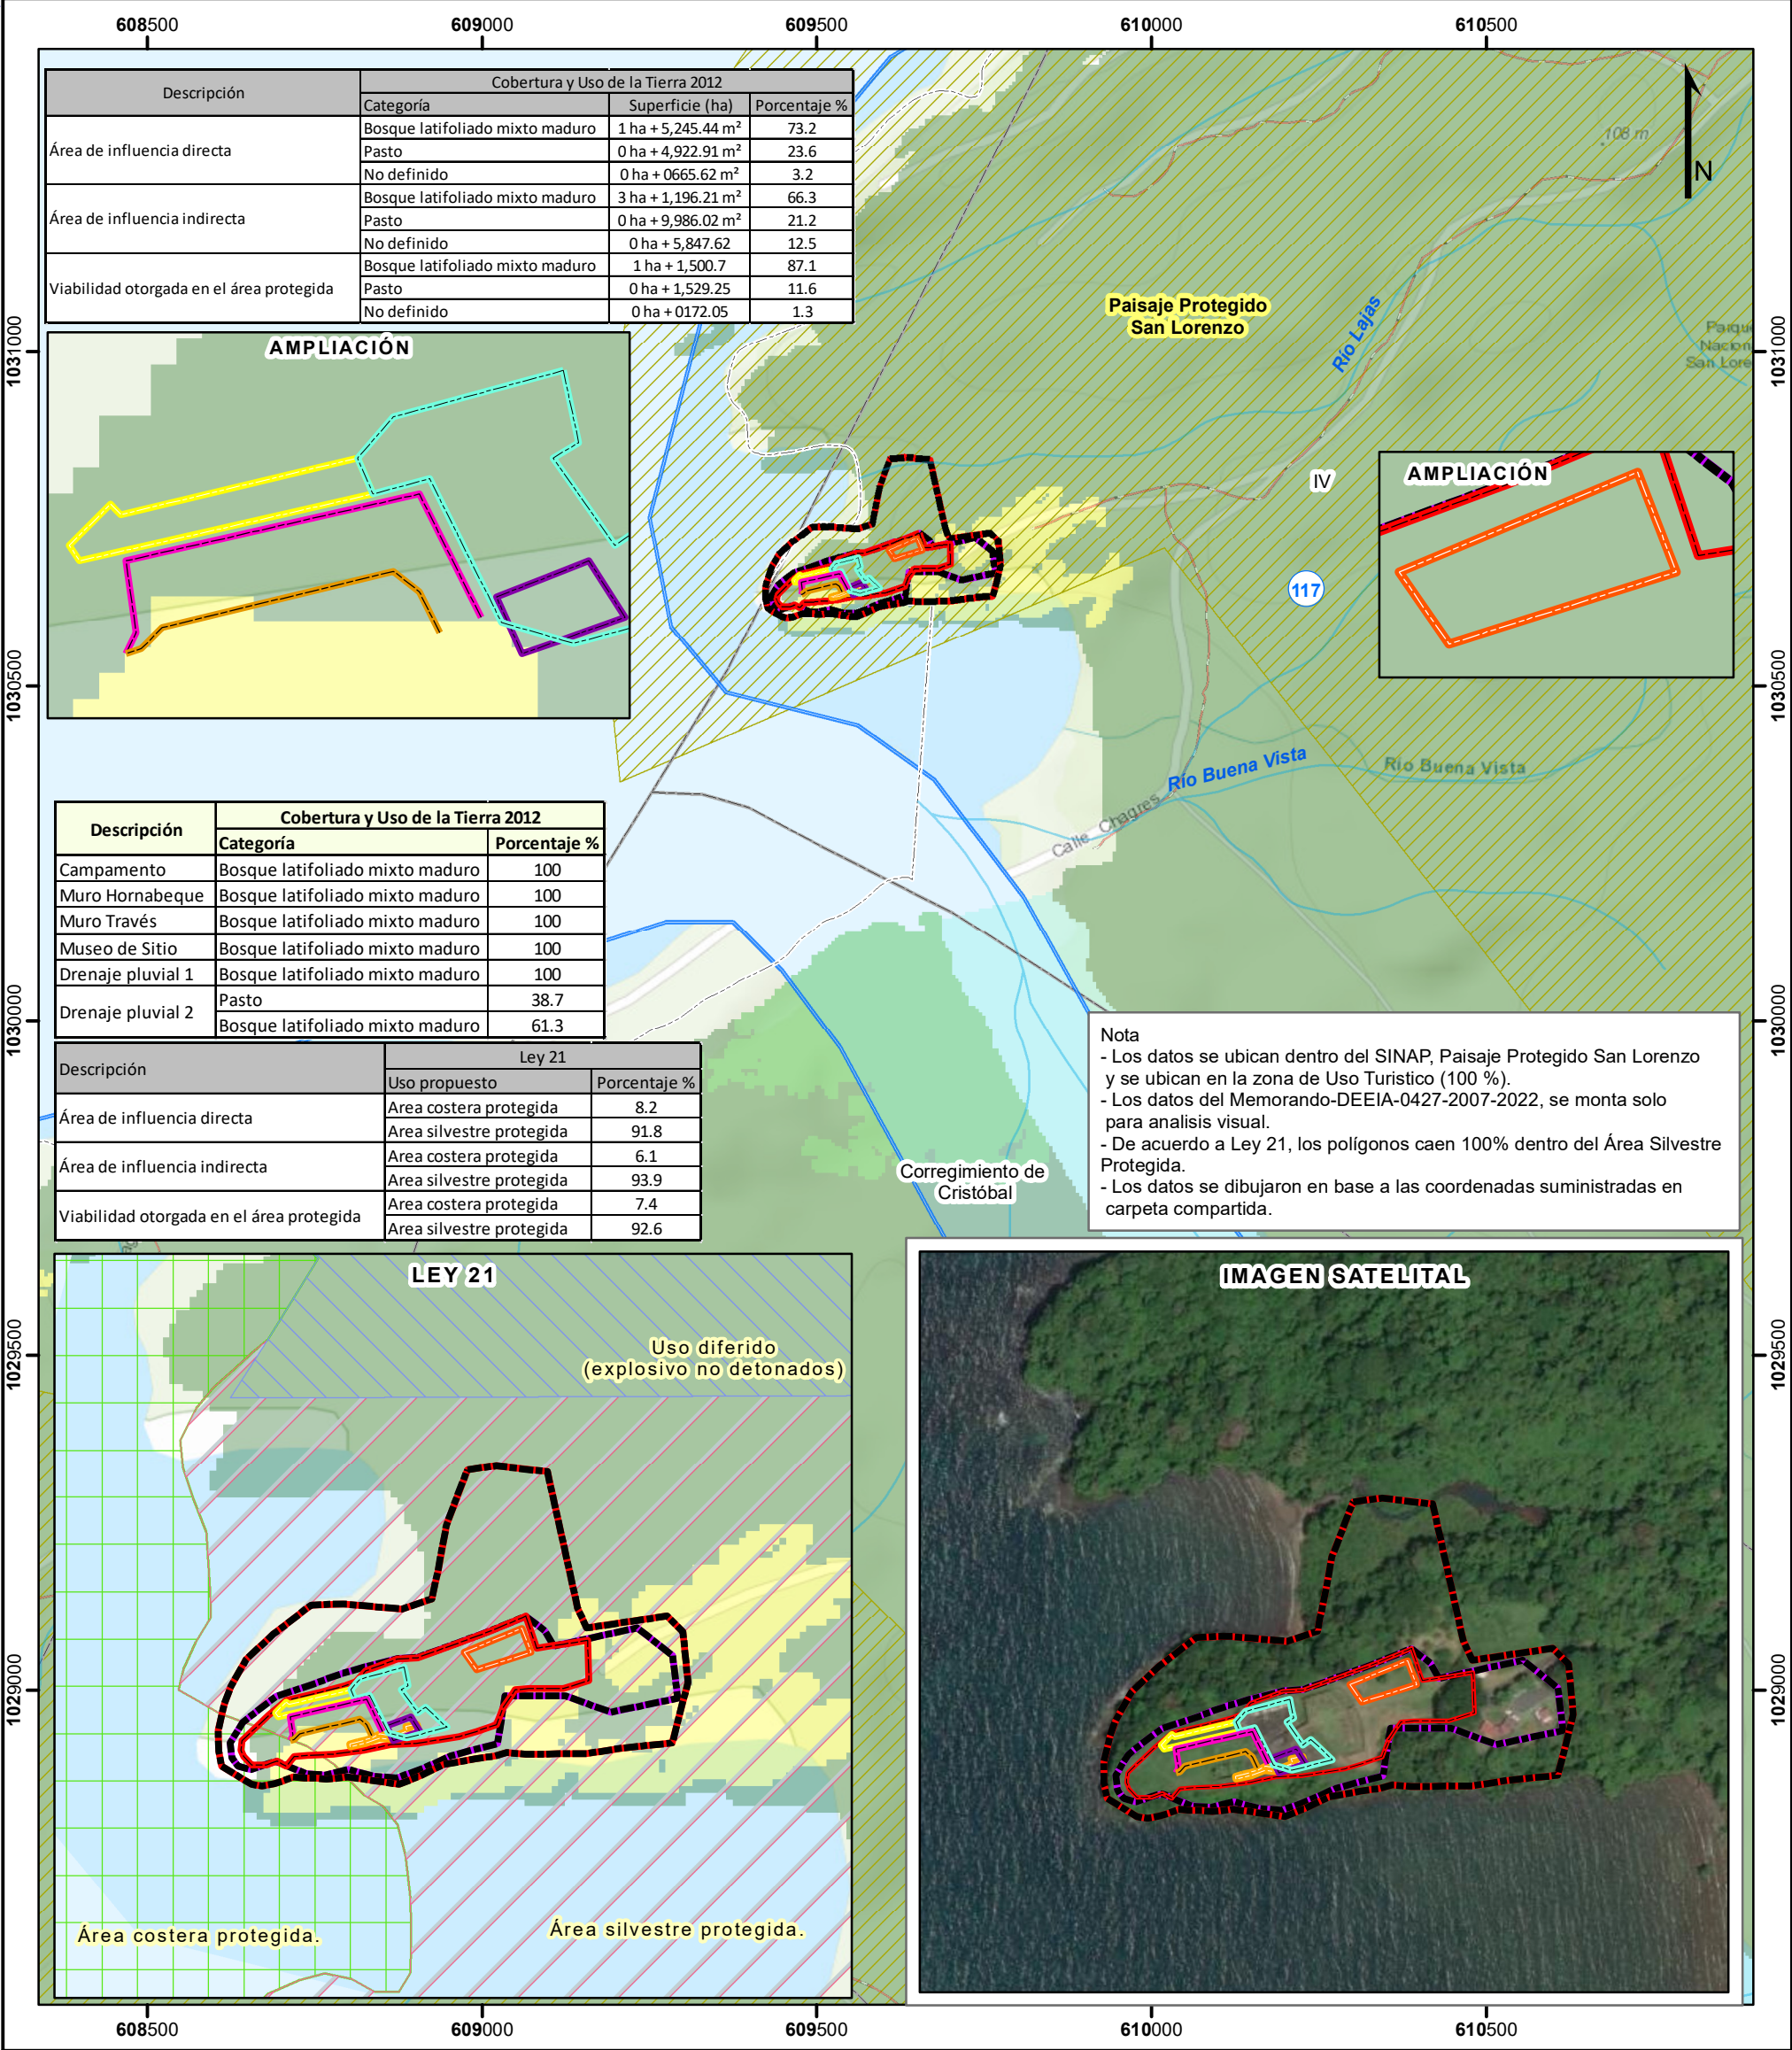 608500 609000 609500 610000 610500
Descripción Cobertura y Uso de la Tierra 2012
Categoría Superficie (ha) Porcentaje %
Área de influencia directa Bosque latifoliado mixto maduro 1 ha + 5,245.44 m² 73.2
Pasto 0 ha + 4,922.91 m² 23.6
No definido 0 ha + 0665.62 m² 3.2
Área de influencia indirecta Bosque latifoliado mixto maduro 3 ha + 1,196.21 m² 66.3
Pasto 0 ha + 9,986.02 m² 21.2
No definido 0 ha + 5,847.62 12.5
Viabilidad otorgada en el área protegida Bosque latifoliado mixto maduro 1 ha + 1,500.7 87.1
Pasto 0 ha + 1,529.25 11.6
No definido 0 ha + 0172.05 1.3
108 m
N
Paisaje Protegido
San Lorenzo
Río Lajas
Parqu
Nacion
San Lore
1031000
1031000
AMPLIACIÓN
AMPLIACIÓN
IV
117
1030500
1030500
Río Buena Vista
Río Buena Vista
Calle Chagres
Descripción Cobertura y Uso de la Tierra 2012
Categoría Porcentaje %
Campamento Bosque latifoliado mixto maduro 100
Muro Hornabeque Bosque latifoliado mixto maduro 100
Muro Través Bosque latifoliado mixto maduro 100
Museo de Sitio Bosque latifoliado mixto maduro 100
Drenaje pluvial 1 Bosque latifoliado mixto maduro 100
Drenaje pluvial 2 Pasto 38.7
Bosque latifoliado mixto maduro 61.3
1030000
1030000
Descripción Ley 21
Uso propuesto Porcentaje %
Área de influencia directa Area costera protegida 8.2
Area silvestre protegida 91.8
Área de influencia indirecta Area costera protegida 6.1
Area silvestre protegida 93.9
Viabilidad otorgada en el área protegida Area costera protegida 7.4
Area silvestre protegida 92.6
Corregimiento de
Cristóbal
Nota
- Los datos se ubican dentro del SINAP, Paisaje Protegido San Lorenzo
y se ubican en la zona de Uso Turistico (100 %).
- Los datos del Memorando-DEEIA-0427-2007-2022, se monta solo
para analisis visual.
- De acuerdo a Ley 21, los polígonos caen 100% dentro del Área Silvestre
Protegida.
- Los datos se dibujaron en base a las coordenadas suministradas en
carpeta compartida.
LEY 21
Uso diferido
(explosivo no detonados)
Área costera protegida.
Área silvestre protegida.
IMAGEN SATELITAL
1029500
1029500
1029000
1029000
608500 609000 609500 610000 610500